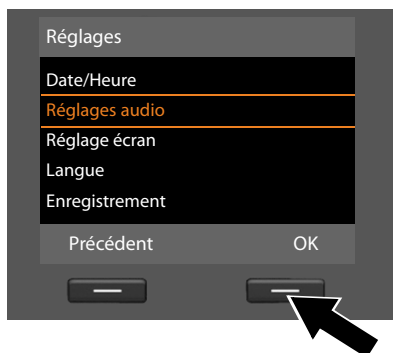 Réglages
Date/Heure
Réglages audio
Réglage écran
Langue
Enregistrement
Précédent OK